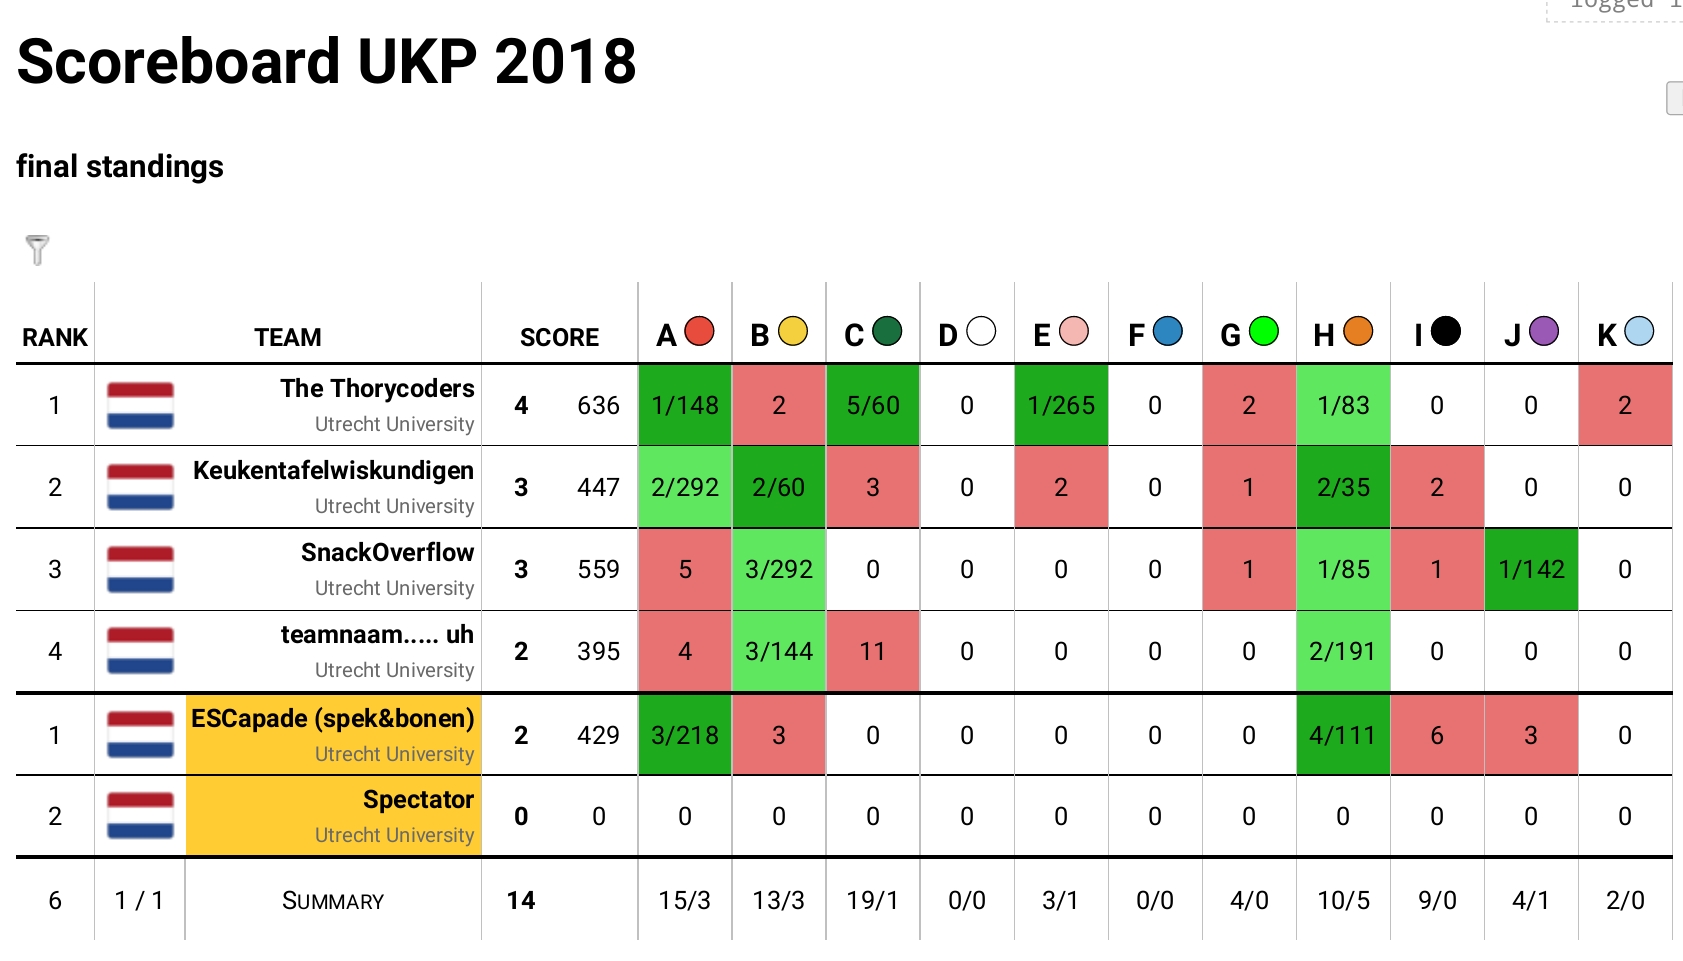 Scoreboard UKP 2018
final standings
RANK TEAM SCORE A B C D E F G H I J K
1 The Thorycoders 4 636 1/148 2 5/60 0 1/265 0 2 1/83 0 0 2
Utrecht University
2 Keukentafelwiskundigen 3 447 2/292 2/60 3 0 2 0 1 2/35 2 0 0
Utrecht University
3 SnackOverflow 3 559 5 3/292 0 0 0 0 1 1/85 1 1/142 0
Utrecht University
4 teamnaam..... uh 2 395 4 3/144 11 0 0 0 0 2/191 0 0 0
Utrecht University
1 ESCapade (spek&bonen) 2 429 3/218 3 0 0 0 0 0 4/111 6 3 0
Utrecht University
2 Spectator 0 0 0 0 0 0 0 0 0 0 0 0 0
Utrecht University
6 1 / 1 SUMMARY 14 15/3 13/3 19/1 0/0 3/1 0/0 4/0 10/5 9/0 4/1 2/0